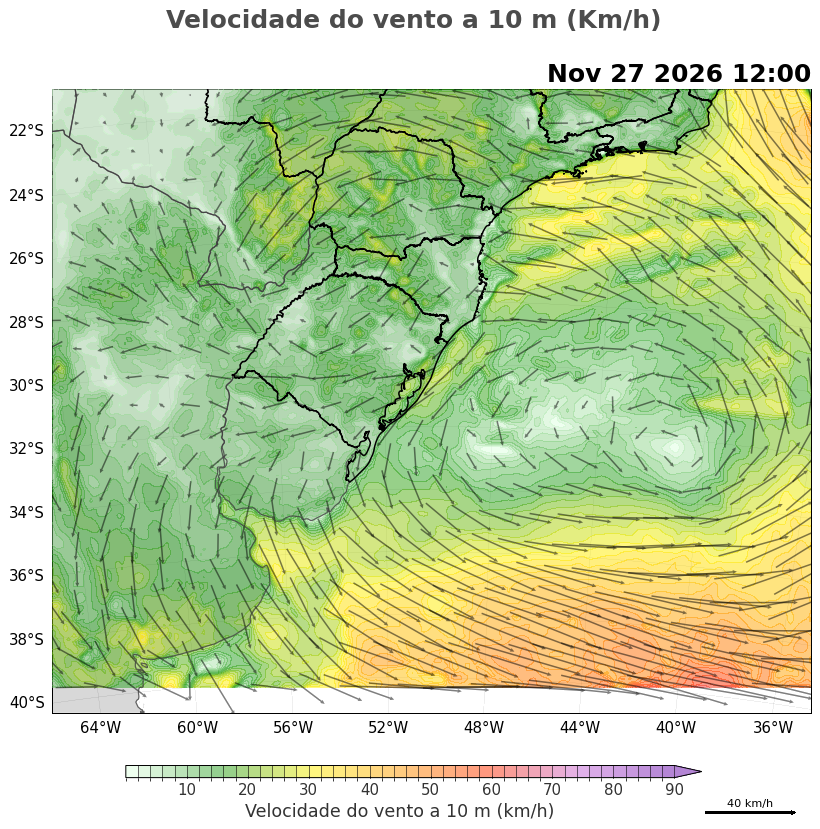 Velocidade do vento a 10 m (Km/h)
Nov 27 2026 12:00
22°S
24°S
26°S
28°S
30°S
32°S
34°S
36°S
38°S
40°S
64°W 60°W 56°W 52°W 48°W 44°W 40°W 36°W
10 20 30 40 50 60 70 80 90
Velocidade do vento a 10 m (km/h)
40 km/h